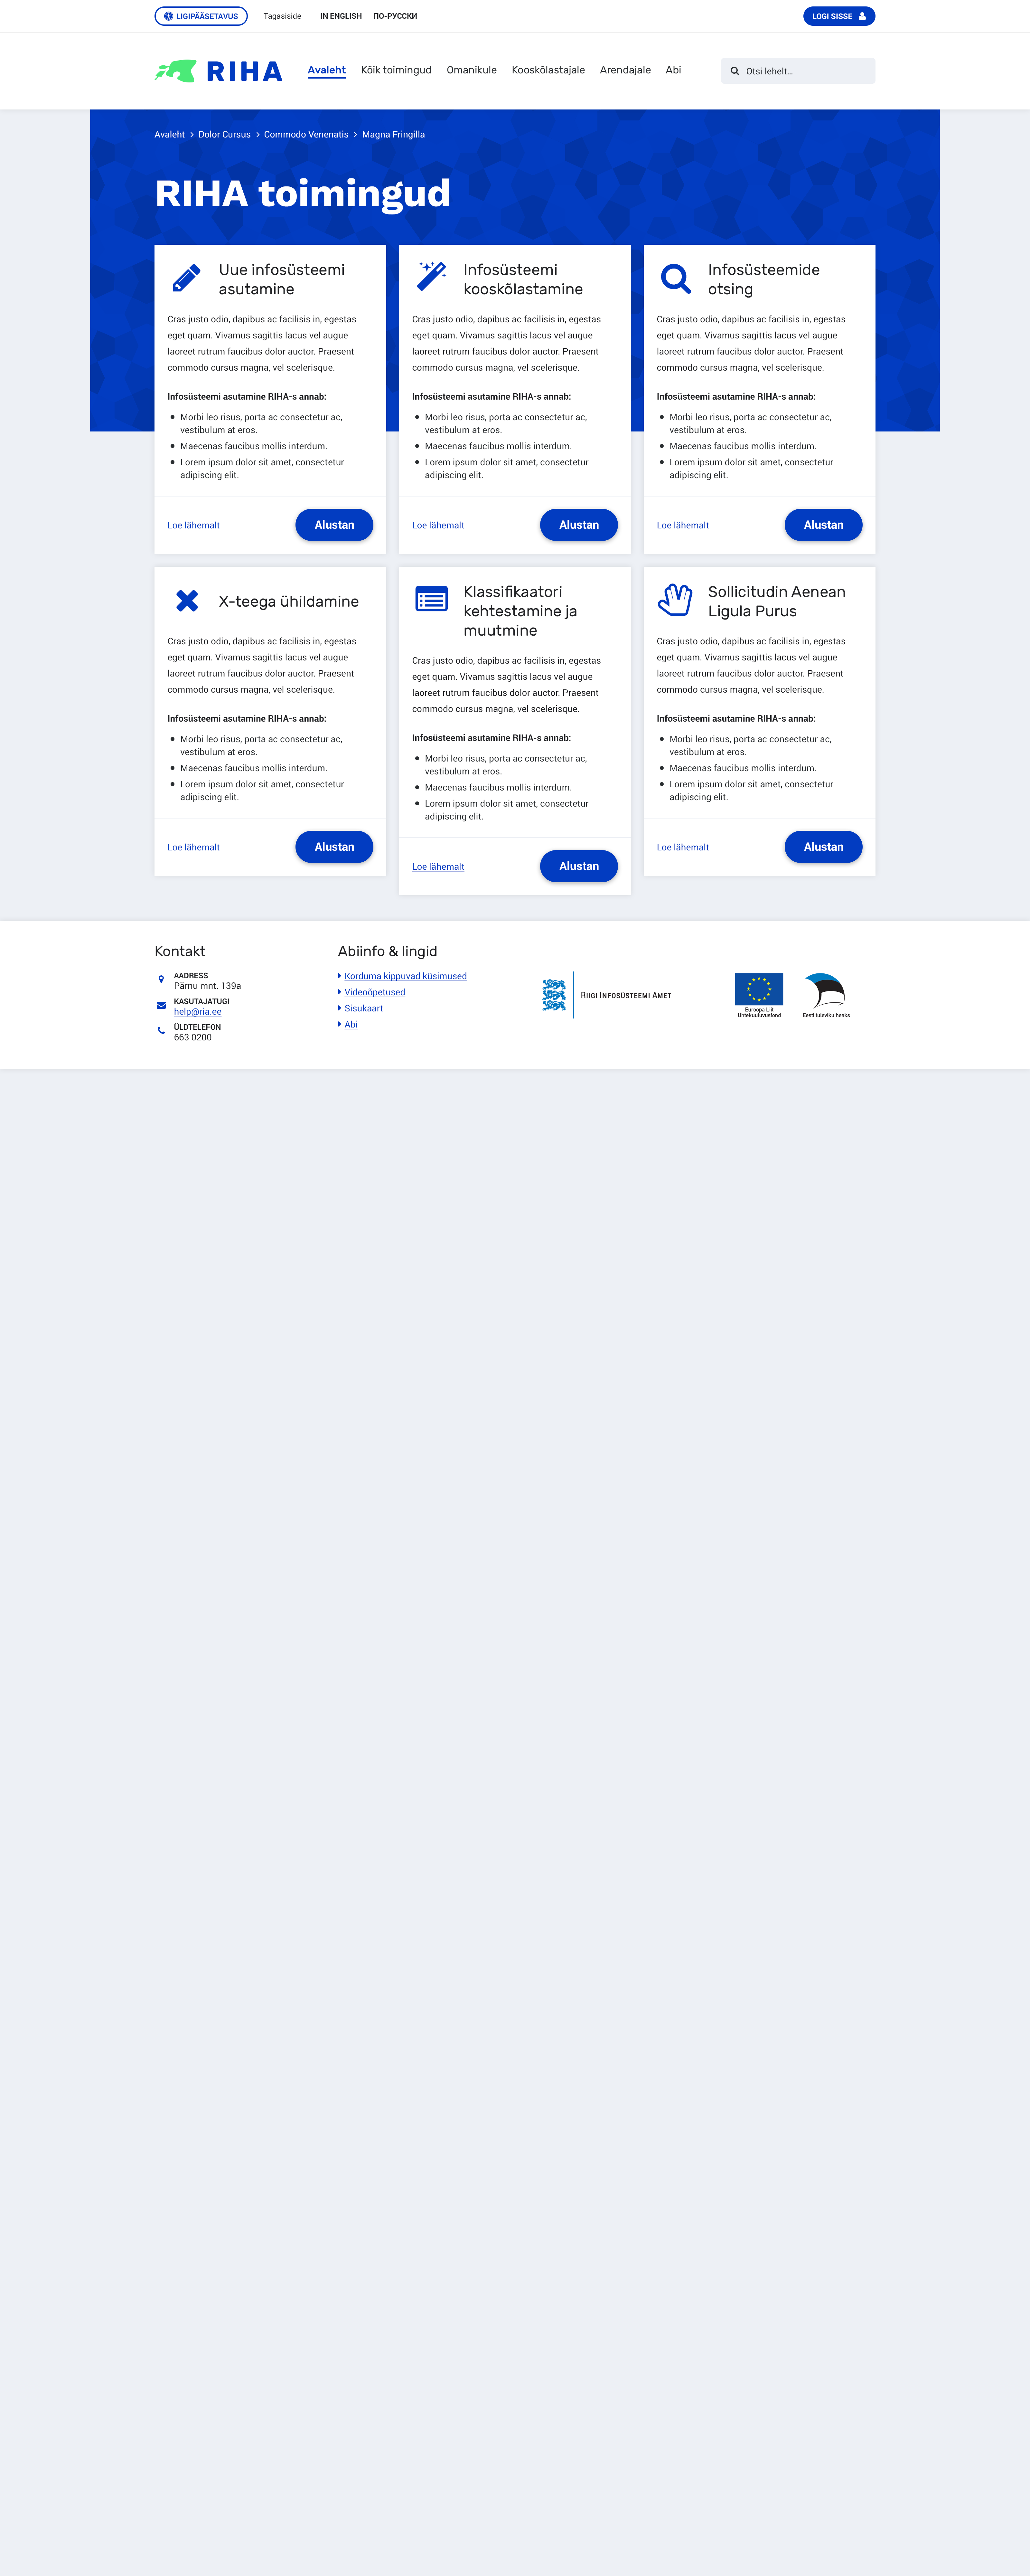 LIGIPÄÄSETAVUS
Tagasiside
IN ENGLISH
ПО-РУССКИ
LOGI SISSE
RIHA
Avaleht
Kõik toimingud
Omanikule
Kooskõlastajale
Arendajale
Abi
Otsi lehelt...
Avaleht > Dolor Cursus > Commodo Venenatis > Magna Fringilla
RIHA toimingud
Uue infosüsteemi
asutamine
Cras justo odio, dapibus ac facilisis in, egestas
eget quam. Vivamus sagittis lacus vel augue
laoreet rutrum faucibus dolor auctor. Praesent
commodo cursus magna, vel scelerisque.
Infosüsteemi asutamine RIHA-s annab:
Morbi leo risus, porta ac consectetur ac,
vestibulum at eros.
Maecenas faucibus mollis interdum.
Lorem ipsum dolor sit amet, consectetur
adipiscing elit.
Loe lähemalt
Alustan
Infosüsteemi
kooskõlastamine
Cras justo odio, dapibus ac facilisis in, egestas
eget quam. Vivamus sagittis lacus vel augue
laoreet rutrum faucibus dolor auctor. Praesent
commodo cursus magna, vel scelerisque.
Infosüsteemi asutamine RIHA-s annab:
Morbi leo risus, porta ac consectetur ac,
vestibulum at eros.
Maecenas faucibus mollis interdum.
Lorem ipsum dolor sit amet, consectetur
adipiscing elit.
Loe lähemalt
Alustan
Infosüsteemide
otsing
Cras justo odio, dapibus ac facilisis in, egestas
eget quam. Vivamus sagittis lacus vel augue
laoreet rutrum faucibus dolor auctor. Praesent
commodo cursus magna, vel scelerisque.
Infosüsteemi asutamine RIHA-s annab:
Morbi leo risus, porta ac consectetur ac,
vestibulum at eros.
Maecenas faucibus mollis interdum.
Lorem ipsum dolor sit amet, consectetur
adipiscing elit.
Loe lähemalt
Alustan
X-teega ühildamine
Cras justo odio, dapibus ac facilisis in, egestas
eget quam. Vivamus sagittis lacus vel augue
laoreet rutrum faucibus dolor auctor. Praesent
commodo cursus magna, vel scelerisque.
Infosüsteemi asutamine RIHA-s annab:
Morbi leo risus, porta ac consectetur ac,
vestibulum at eros.
Maecenas faucibus mollis interdum.
Lorem ipsum dolor sit amet, consectetur
adipiscing elit.
Loe lähemalt
Alustan
Klassifikaatori
kehtestamine ja
muutmine
Cras justo odio, dapibus ac facilisis in, egestas
eget quam. Vivamus sagittis lacus vel augue
laoreet rutrum faucibus dolor auctor. Praesent
commodo cursus magna, vel scelerisque.
Infosüsteemi asutamine RIHA-s annab:
Morbi leo risus, porta ac consectetur ac,
vestibulum at eros.
Maecenas faucibus mollis interdum.
Lorem ipsum dolor sit amet, consectetur
adipiscing elit.
Loe lähemalt
Alustan
Sollicitudin Aenean
Ligula Purus
Cras justo odio, dapibus ac facilisis in, egestas
eget quam. Vivamus sagittis lacus vel augue
laoreet rutrum faucibus dolor auctor. Praesent
commodo cursus magna, vel scelerisque.
Infosüsteemi asutamine RIHA-s annab:
Morbi leo risus, porta ac consectetur ac,
vestibulum at eros.
Maecenas faucibus mollis interdum.
Lorem ipsum dolor sit amet, consectetur
adipiscing elit.
Loe lähemalt
Alustan
Kontakt
AADRESS
Pärnu mnt. 139a
KASUTAJATUGI
help@ria.ee
ÜLDTELEFON
663 0200
Abiinfo & lingid
Korduma kippuvad küsimused
Videoõpetused
Sisukaart
Abi
RIIGI INFOSÜSTEEMI AMET
Euroopa Liit
Ühtekuuluvusfond
Eesti tuleviku heaks